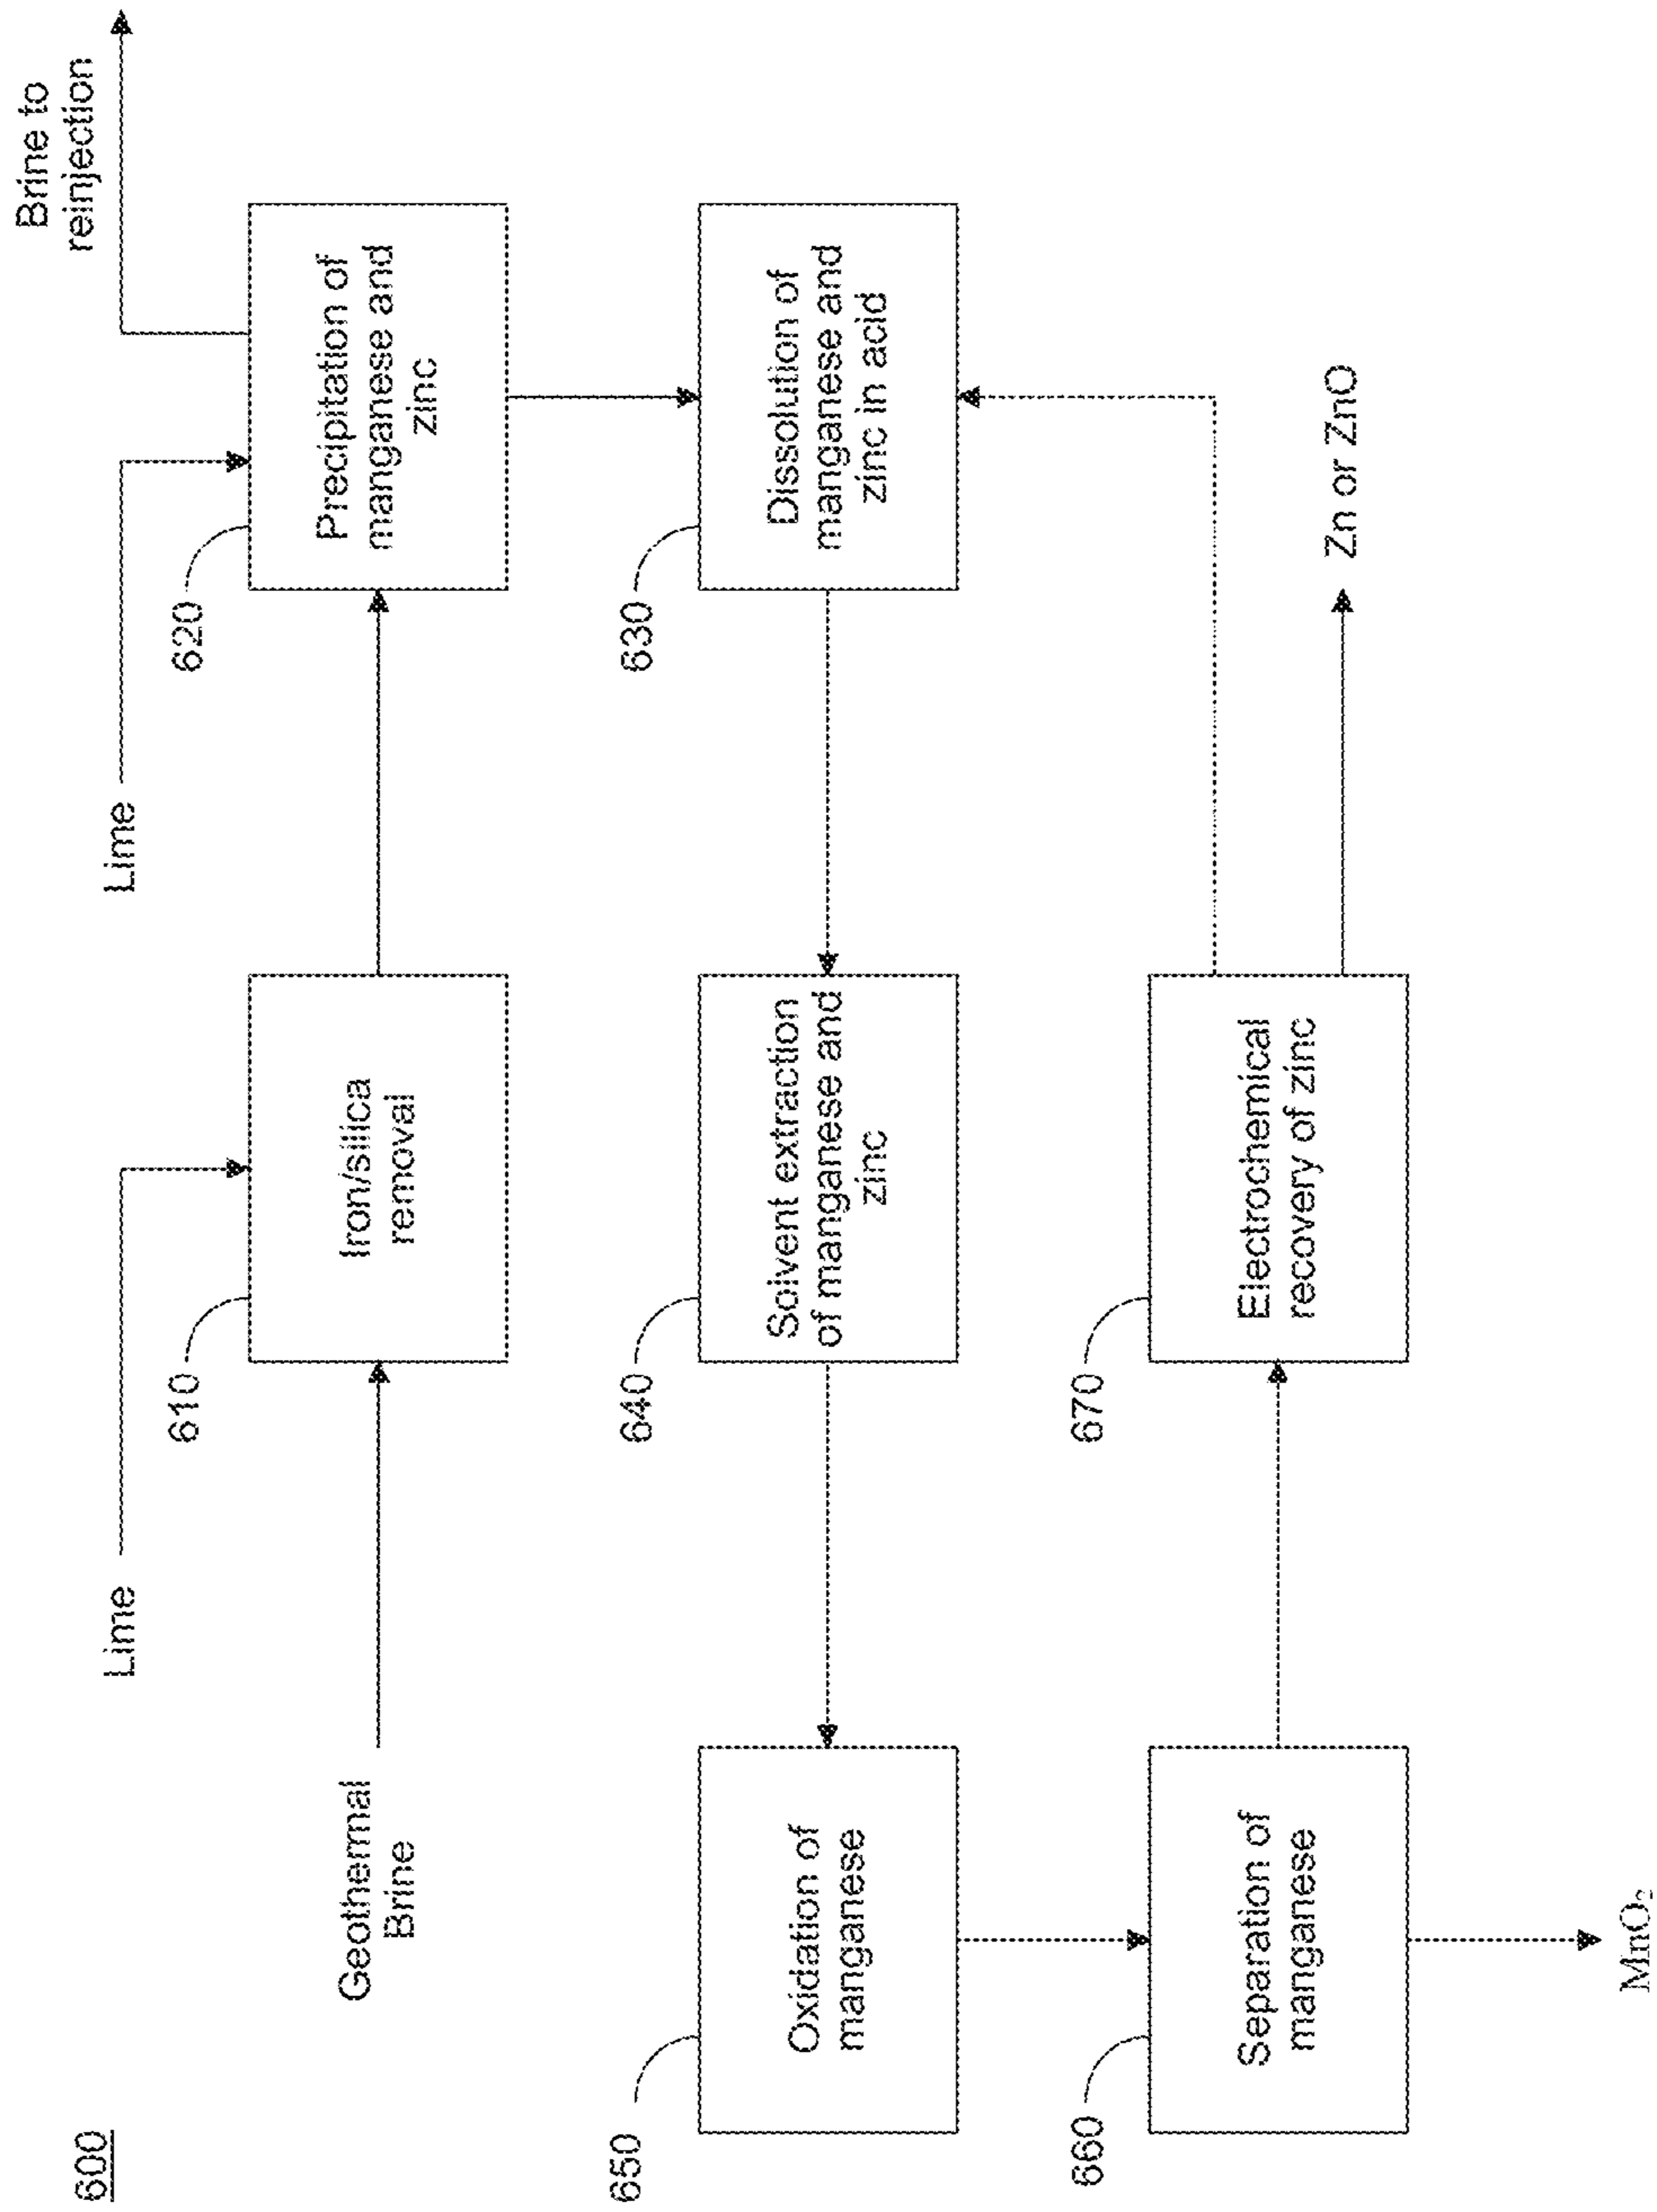 600
Lime
Lime
Brine to
reinjection
610
Iron/silica
removal
620
Precipitation of
manganese and
zinc
Geothermal
Brine
650
Oxidation of
manganese
640
Solvent extraction
of manganese and
zinc
630
Dissolution of
manganese and
zinc in acid
660
Separation of
manganese
670
Electrochemical
recovery of zinc
Zn or ZnO
MnO₂